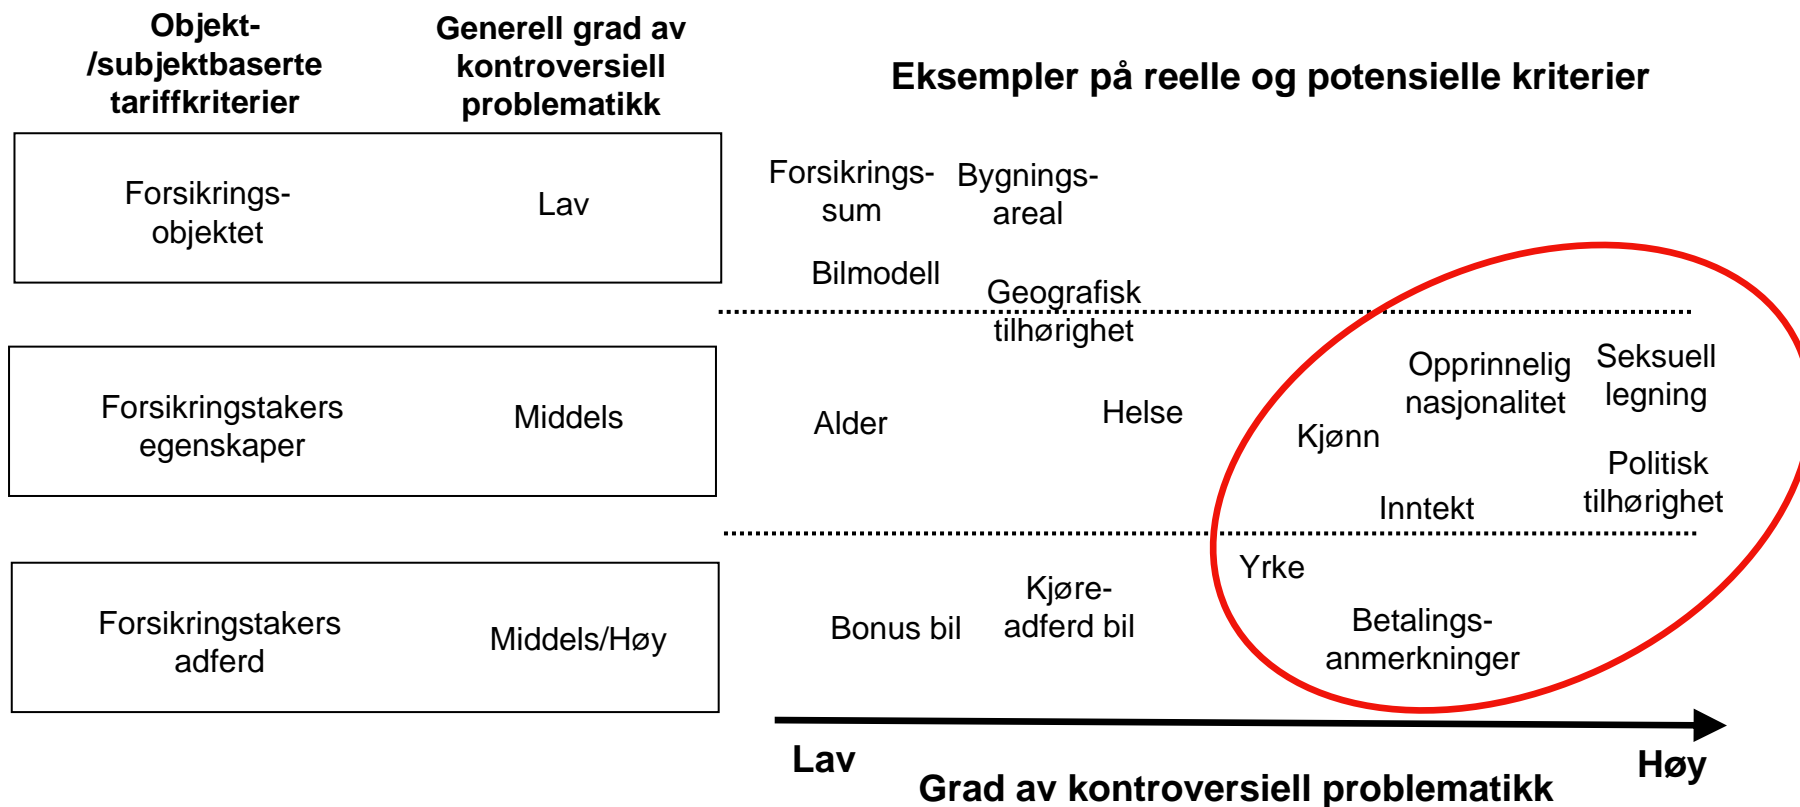 Objekt-
/subjektbaserte
tariffkriterier
Generell grad av
kontroversiell
problematikk
Eksempler på reelle og potensielle kriterier
Forsikrings-
objektet
Lav
Forsikrings-
sum
Bygnings-
areal
Bilmodell
Geografisk
tilhørighet
Forsikringstakers
egenskaper
Middels
Alder
Helse
Kjønn
Opprinnelig
nasjonalitet
Seksuell
legning
Inntekt
Politisk
tilhørighet
Forsikringstakers
adferd
Middels/Høy
Bonus bil
Kjøre-
adferd bil
Yrke
Betalings-
anmerkninger
Lav
Høy
Grad av kontroversiell problematikk